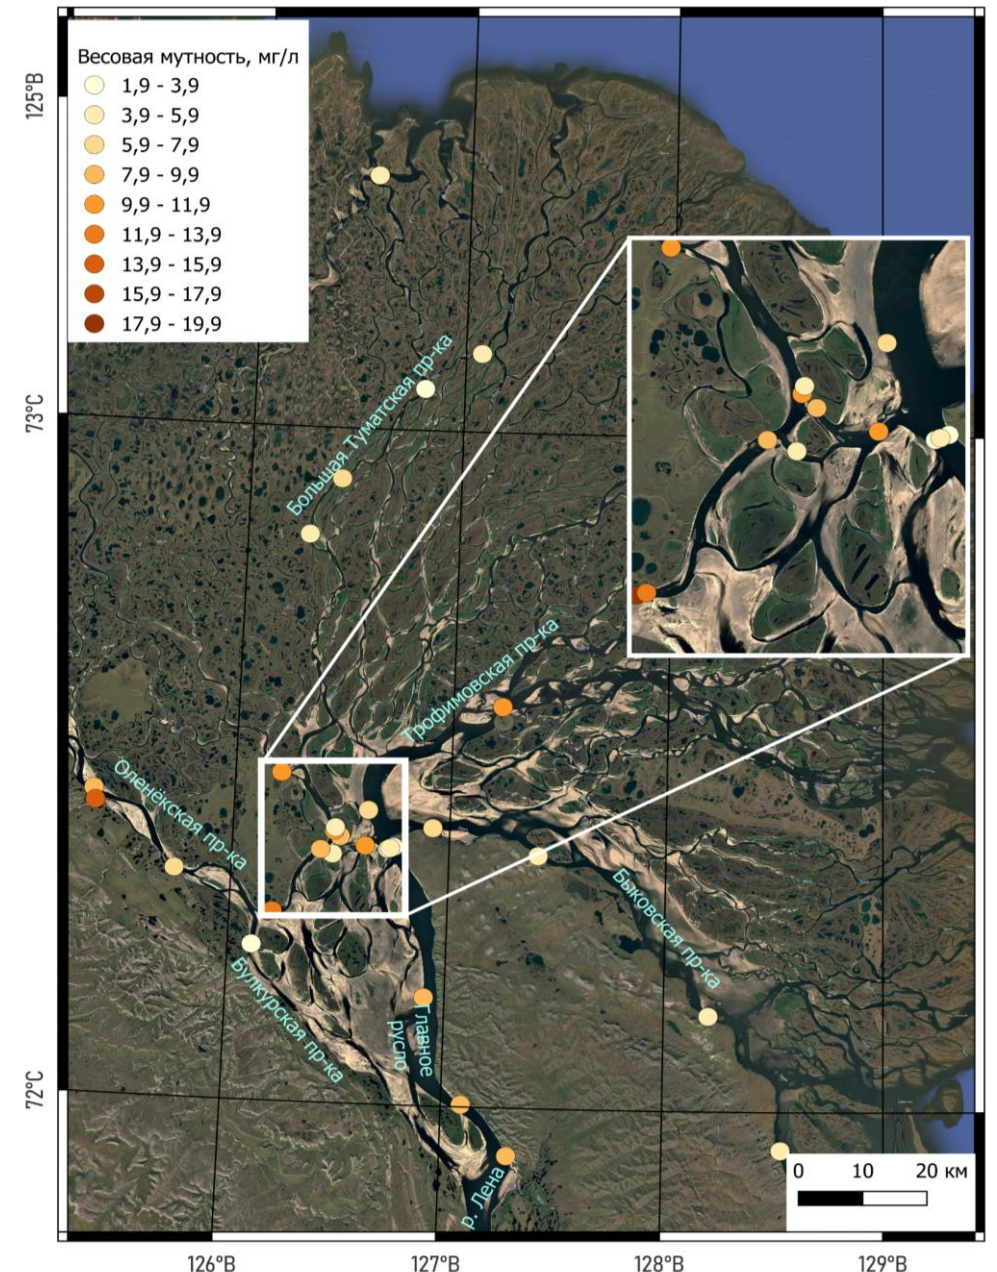 Весовая мутность, мг/л
1,9 - 3,9
3,9 - 5,9
5,9 - 7,9
7,9 - 9,9
9,9 - 11,9
11,9 - 13,9
13,9 - 15,9
15,9 - 17,9
17,9 - 19,9
125°В
73°С
72°С
Большая Туматская пр-ка
Трофимовская пр-ка
Оленёкская пр-ка
Быковская пр-ка
Булкурская пр-ка
Главное
русло
р. Лена
0 10 20 км
126°В 127°В 128°В 129°В